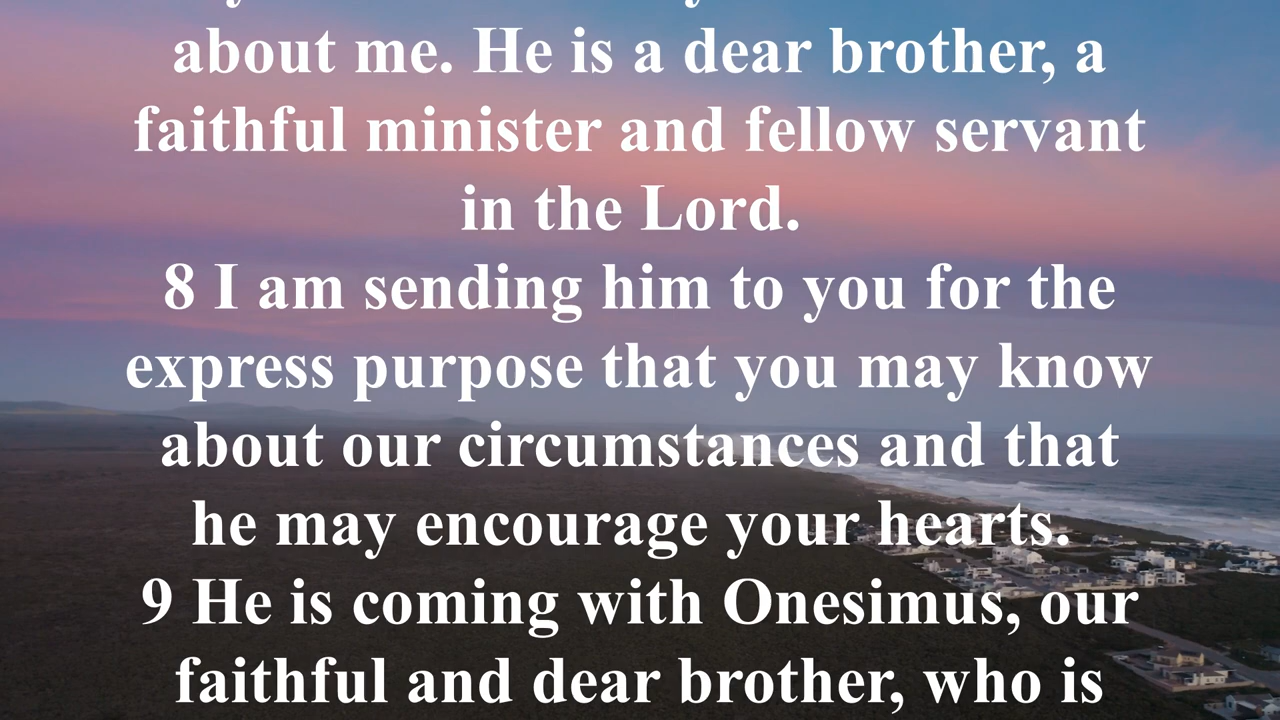 about me. He is a dear brother, a
faithful minister and fellow servant
in the Lord.
8 I am sending him to you for the
express purpose that you may know
about our circumstances and that
he may encourage your hearts.
9 He is coming with Onesimus, our
faithful and dear brother, who is